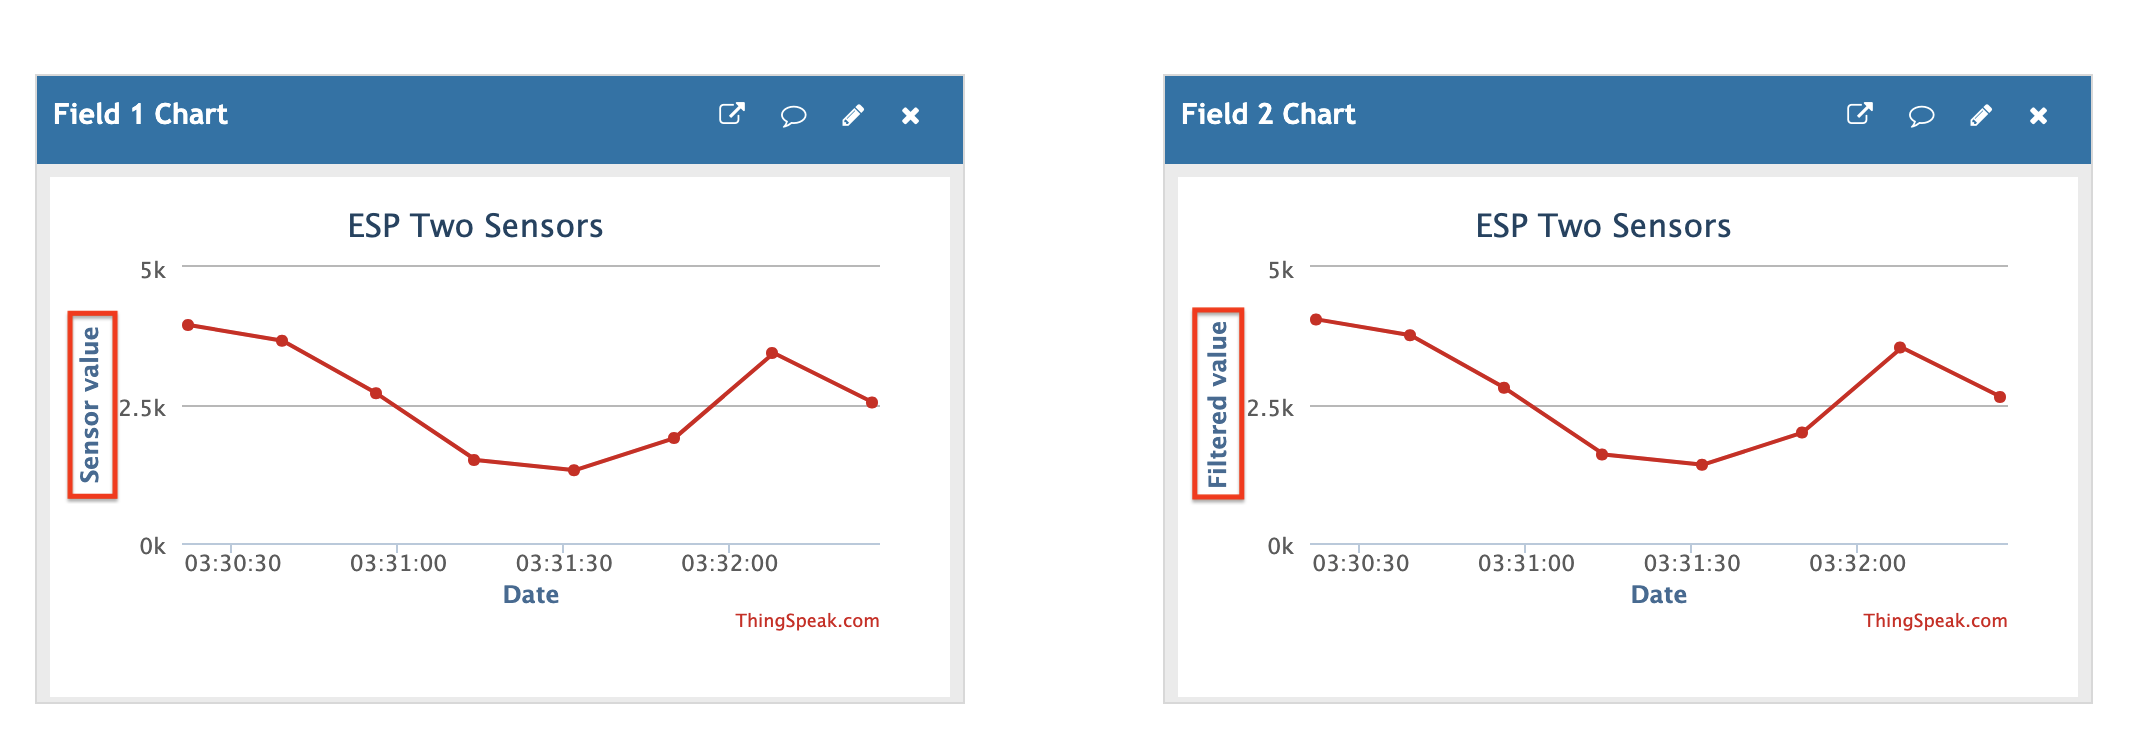 Field 1 Chart
ESP Two Sensors
5k
Sensor value
2.5k
0k
03:30:30 03:31:00 03:31:30 03:32:00
Date
ThingSpeak.com
Field 2 Chart
ESP Two Sensors
5k
Filtered value
2.5k
0k
03:30:30 03:31:00 03:31:30 03:32:00
Date
ThingSpeak.com